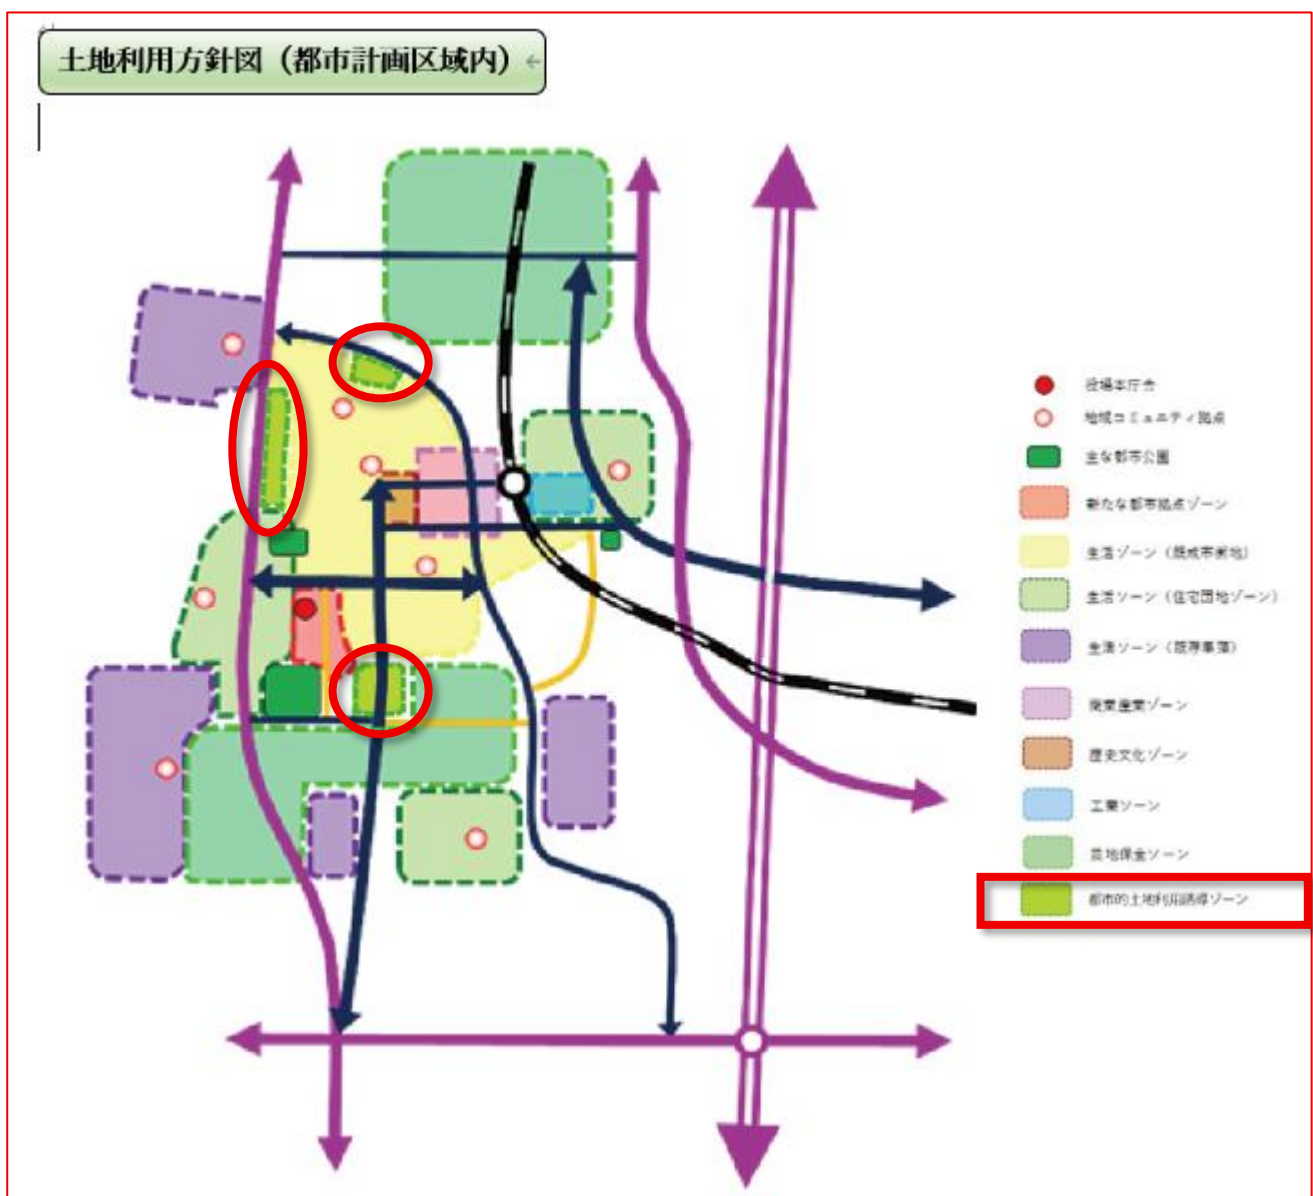 土地利用方針図（都市計画区域内）
役場本庁舎
地域コミュニティ拠点
主な都市公園
新たな都市拠点ゾーン
生活ゾーン（既成市街地）
生活ゾーン（住宅団地ゾーン）
生活ゾーン（既存集落）
商業産業ゾーン
歴史文化ゾーン
工業ゾーン
農地保全ゾーン
都市的土地利用誘導ゾーン